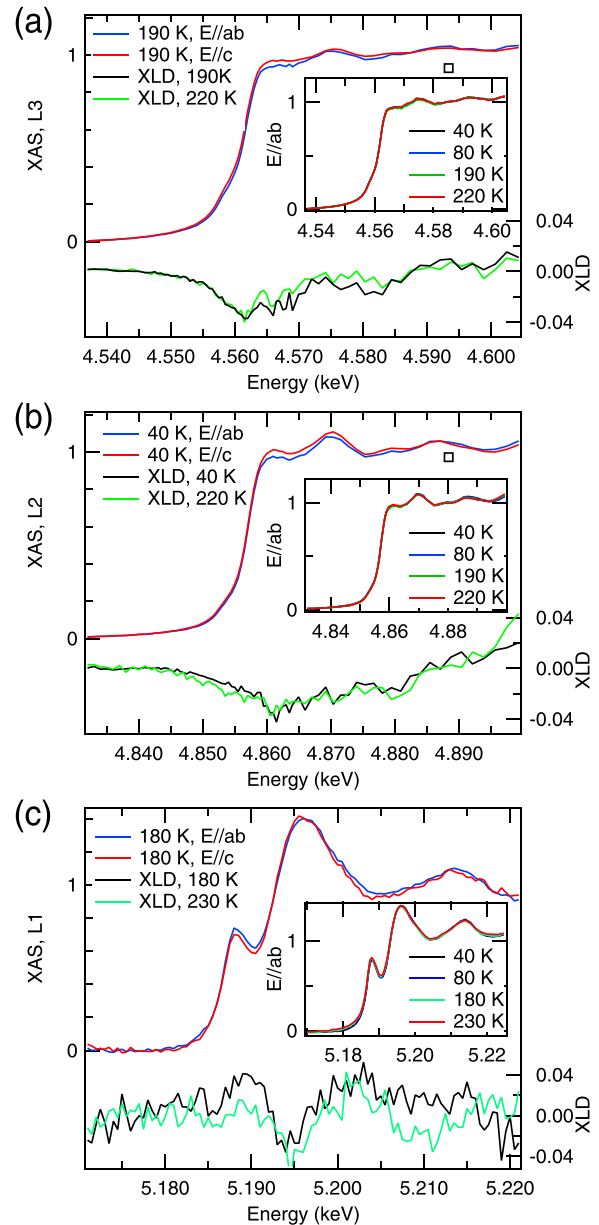 (a)
190 K, E//ab
190 K, E//c
XLD, 190K
XLD, 220 K
XAS, L3
1
0
E//ab
1
0
40 K
80 K
190 K
220 K
4.54 4.56 4.58 4.60
0.04
0.00
-0.04
XLD
4.540 4.550 4.560 4.570 4.580 4.590 4.600
Energy (keV)
(b)
40 K, E//ab
40 K, E//c
XLD, 40 K
XLD, 220 K
XAS, L2
1
0
E//ab
1
0
40 K
80 K
190 K
220 K
4.84 4.86 4.88
0.04
0.00
-0.04
XLD
4.840 4.850 4.860 4.870 4.880 4.890
Energy (keV)
(c)
180 K, E//ab
180 K, E//c
XLD, 180 K
XLD, 230 K
XAS, L1
1
0
E//ab
1
0
40 K
80 K
180 K
230 K
5.18 5.20 5.22
0.04
0.00
-0.04
XLD
5.180 5.190 5.200 5.210 5.220
Energy (keV)